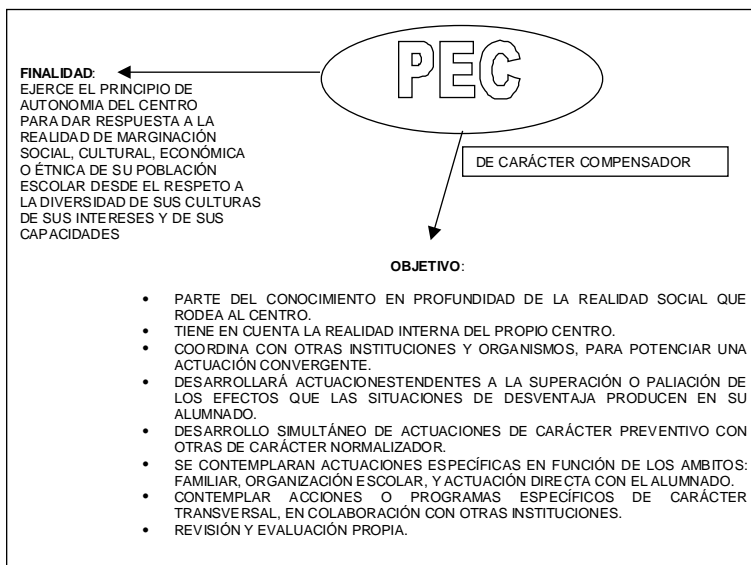 PEC
FINALIDAD:
EJERCE EL PRINCIPIO DE
AUTONOMIA DEL CENTRO
PARA DAR RESPUESTA A LA
REALIDAD DE MARGINACIÓN
SOCIAL, CULTURAL, ECONÓMICA
O ÉTNICA DE SU POBLACIÓN
ESCOLAR DESDE EL RESPETO A
LA DIVERSIDAD DE SUS CULTURAS
DE SUS INTERESES Y DE SUS
CAPACIDADES
DE CARÁCTER COMPENSADOR
OBJETIVO:
• PARTE DEL CONOCIMIENTO EN PROFUNDIDAD DE LA REALIDAD SOCIAL QUE
RODEA AL CENTRO.
• TIENE EN CUENTA LA REALIDAD INTERNA DEL PROPIO CENTRO.
• COORDINA CON OTRAS INSTITUCIONES Y ORGANISMOS, PARA POTENCIAR UNA
ACTUACIÓN CONVERGENTE.
• DESARROLLARÁ ACTUACIONESTENDENTES A LA SUPERACIÓN O PALIACIÓN DE
LOS EFECTOS QUE LAS SITUACIONES DE DESVENTAJA PRODUCEN EN SU
ALUMNADO.
• DESARROLLO SIMULTÁNEO DE ACTUACIONES DE CARÁCTER PREVENTIVO CON
OTRAS DE CARÁCTER NORMALIZADOR.
• SE CONTEMPLARAN ACTUACIONES ESPECÍFICAS EN FUNCIÓN DE LOS AMBITOS:
FAMILIAR, ORGANIZACIÓN ESCOLAR, Y ACTUACIÓN DIRECTA CON EL ALUMNADO.
• CONTEMPLAR ACCIONES O PROGRAMAS ESPECÍFICOS DE CARÁCTER
TRANSVERSAL, EN COLABORACIÓN CON OTRAS INSTITUCIONES.
• REVISIÓN Y EVALUACIÓN PROPIA.